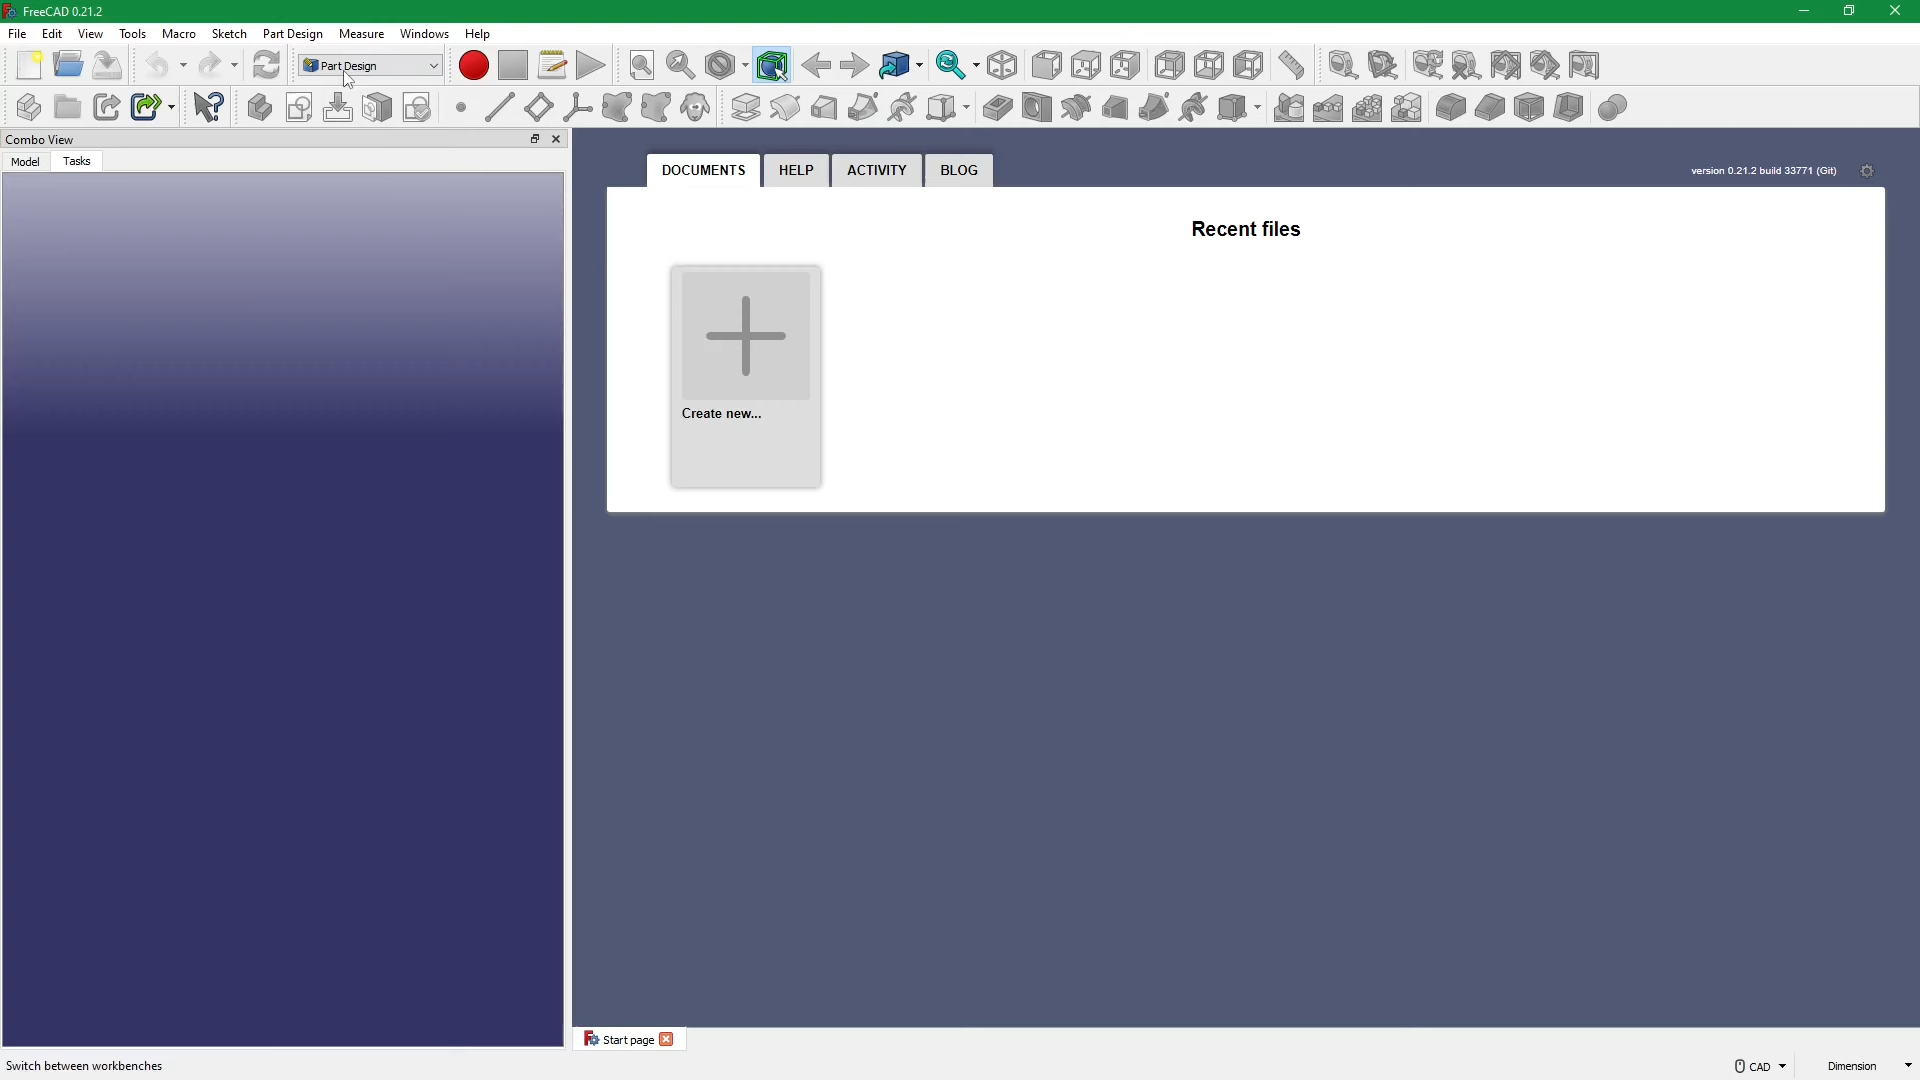 FreeCAD 0.21.2
File Edit View Tools Macro Sketch Part Design Measure Windows Help
Part Design
Combo View
Model Tasks
DOCUMENTS HELP ACTIVITY BLOG
version 0.21.2 build 33771 (Git)
Recent files
Create new...
Start page
Switch between workbenches
CAD
Dimension